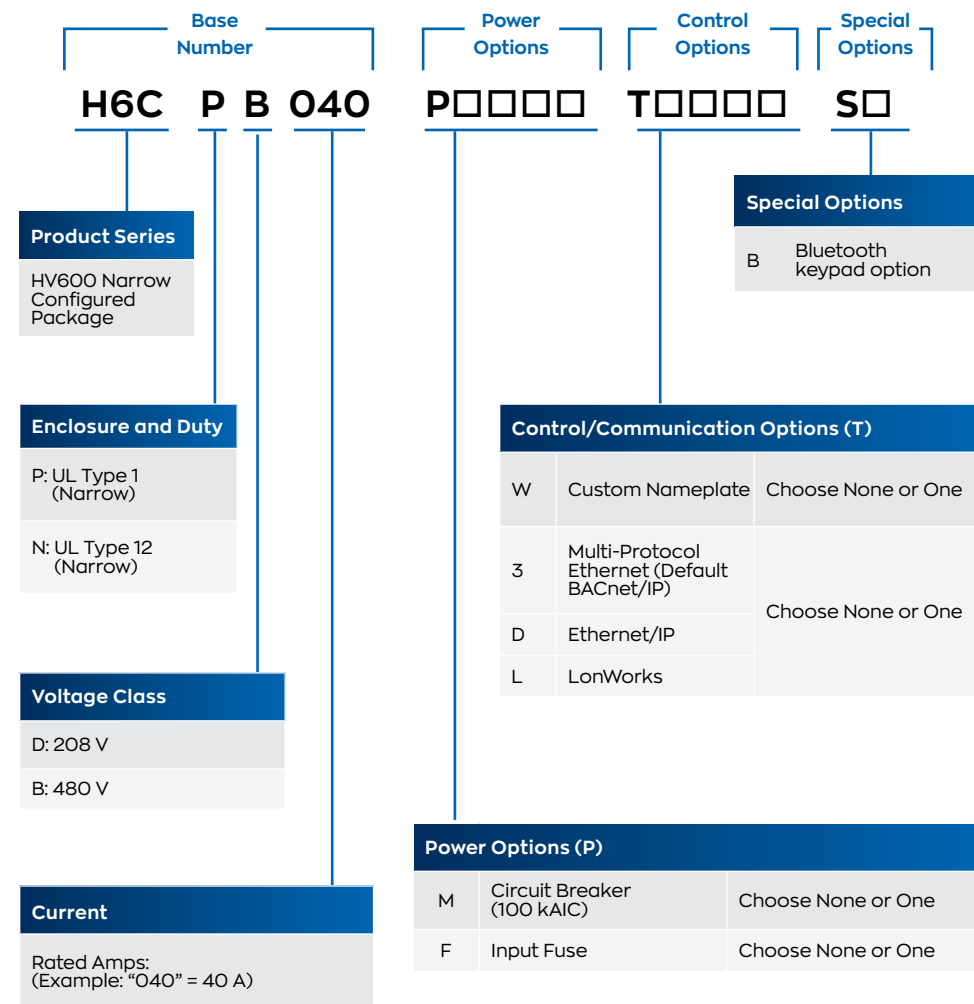 Base
Number
Power
Options
Control
Options
Special
Options
H6C P B 040 P□□□□ T□□□□ S□
Special Options
B Bluetooth
keypad option
Product Series
HV600 Narrow
Configured
Package
Enclosure and Duty
P: UL Type 1
(Narrow)
N: UL Type 12
(Narrow)
Control/Communication Options (T)
W Custom Nameplate Choose None or One
3 Multi-Protocol
Ethernet (Default
BACnet/IP)
D Ethernet/IP
L LonWorks
Choose None or One
Voltage Class
D: 208 V
B: 480 V
Power Options (P)
M Circuit Breaker
(100 kAIC) Choose None or One
F Input Fuse Choose None or One
Current
Rated Amps:
(Example: “040” = 40 A)